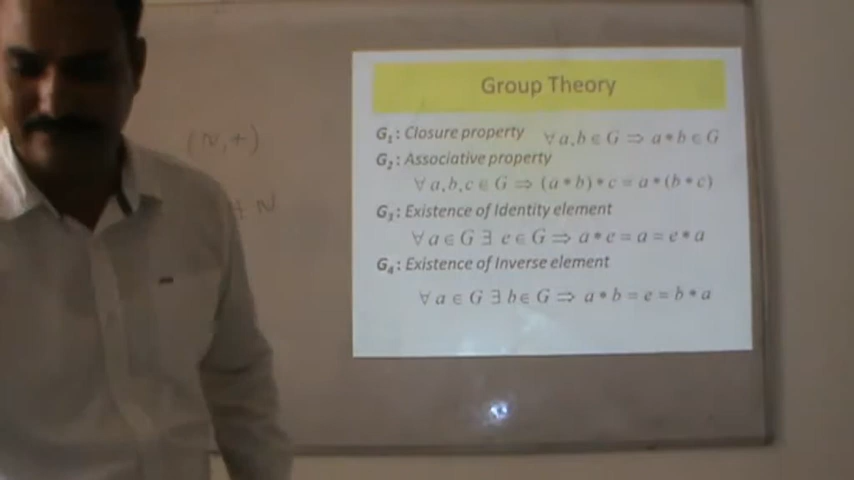 Group Theory
G₁ : Closure property ∀ a,b ∈ G ⇒ a * b ∈ G
G₂ : Associative property
∀ a,b,c ∈ G ⇒ (a * b) * c = a * (b * c)
G₃ : Existence of Identity element
∀ a ∈ G ∃ e ∈ G ⇒ a * e = a = e * a
G₄ : Existence of Inverse element
∀ a ∈ G ∃ b ∈ G ⇒ a * b = e = b * a
(N,+)
N